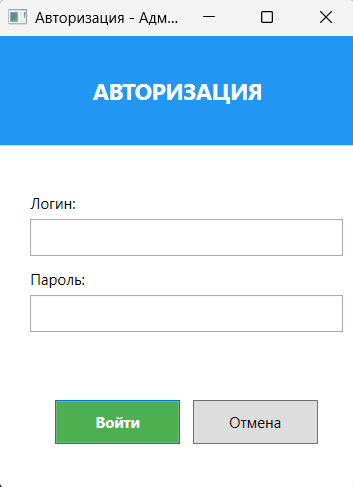 Авторизация - Адм...
АВТОРИЗАЦИЯ
Логин:
Пароль:
Войти
Отмена